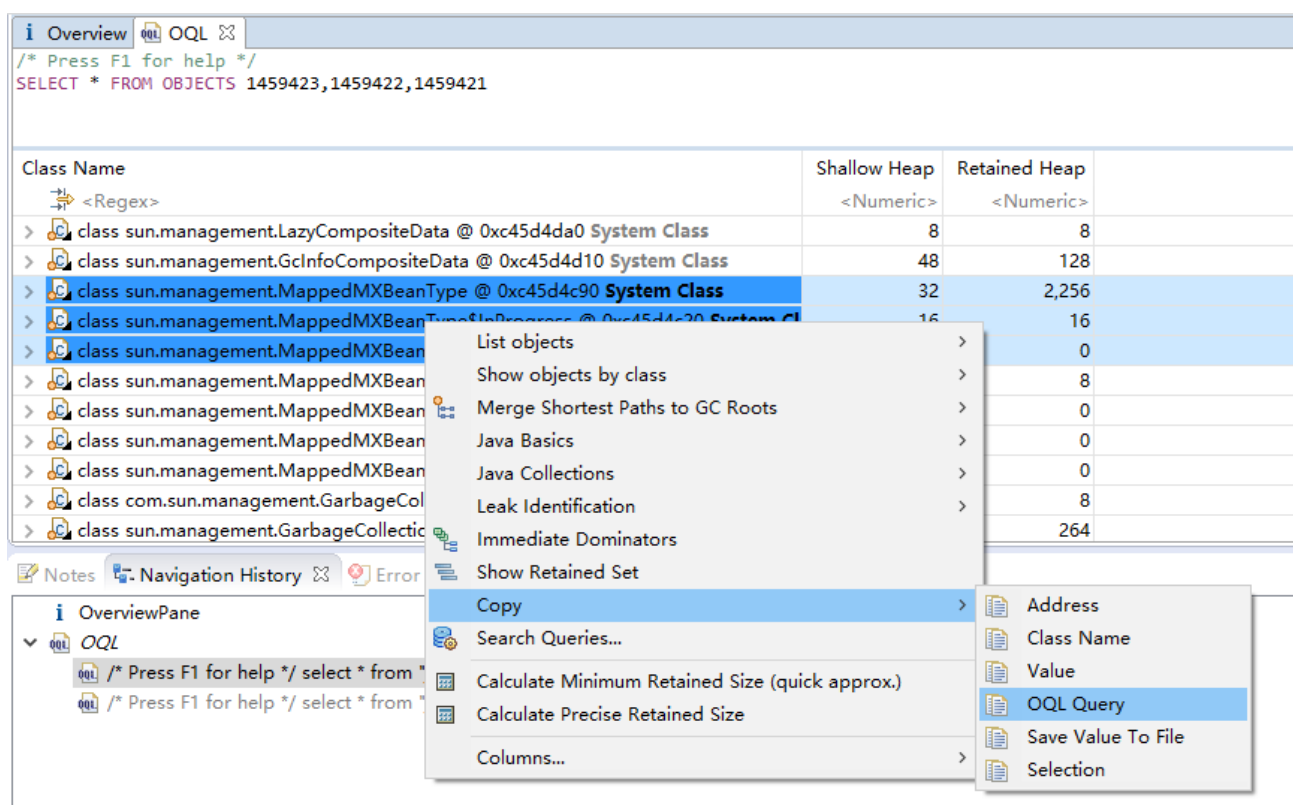 i Overview OQL
/* Press F1 for help */
SELECT * FROM OBJECTS 1459423,1459422,1459421
Class Name Shallow Heap Retained Heap
<Regex> <Numeric> <Numeric>
class sun.management.LazyCompositeData @ 0xc45d4da0 System Class 8 8
class sun.management.GcInfoCompositeData @ 0xc45d4d10 System Class 48 128
class sun.management.MappedMXBeanType @ 0xc45d4c90 System Class 32 2,256
class sun.management.MappedMXBeanType$InProgress @ 0xc45d4c20 System Cl 16 16
class sun.management.MappedMXBean 0
class sun.management.MappedMXBean 8
class sun.management.MappedMXBean 0
class sun.management.MappedMXBean 0
class sun.management.MappedMXBean 0
class com.sun.management.GarbageCol 8
class sun.management.GarbageCollectio 264
List objects
Show objects by class
Merge Shortest Paths to GC Roots
Java Basics
Java Collections
Leak Identification
Immediate Dominators
Show Retained Set
Copy
Search Queries...
Calculate Minimum Retained Size (quick approx.)
Calculate Precise Retained Size
Columns...
Address
Class Name
Value
OQL Query
Save Value To File
Selection
Notes Navigation History Error
i OverviewPane
OQL OQL
OQL /* Press F1 for help */ select * from "
OQL /* Press F1 for help */ select * from "